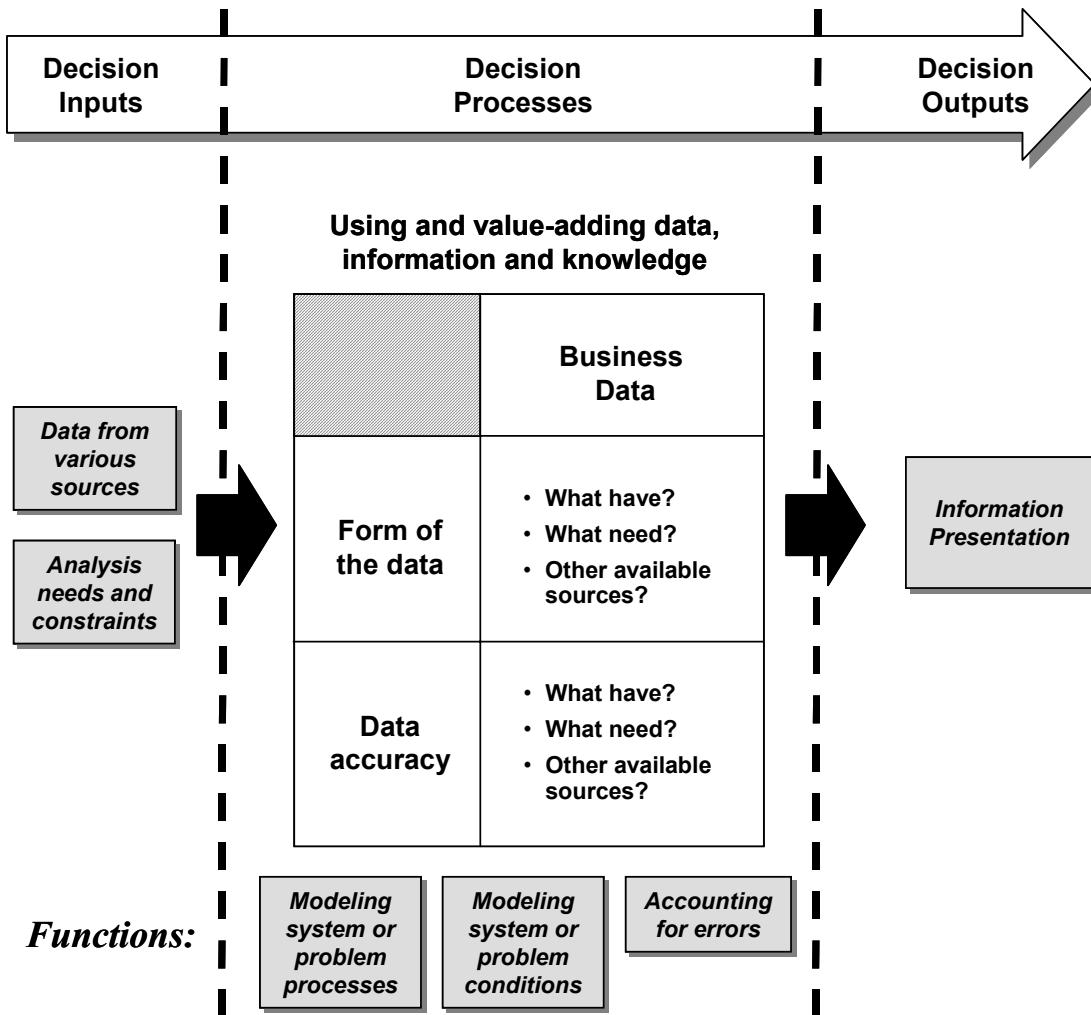 Decision
Inputs
Decision
Processes
Decision
Outputs
Using and value-adding data,
information and knowledge
Business
Data
Data from
various
sources
Analysis
needs and
constraints
Form of
the data
• What have?
• What need?
• Other available
sources?
Information
Presentation
Data
accuracy
• What have?
• What need?
• Other available
sources?
Functions:
Modeling
system or
problem
processes
Modeling
system or
problem
conditions
Accounting
for errors